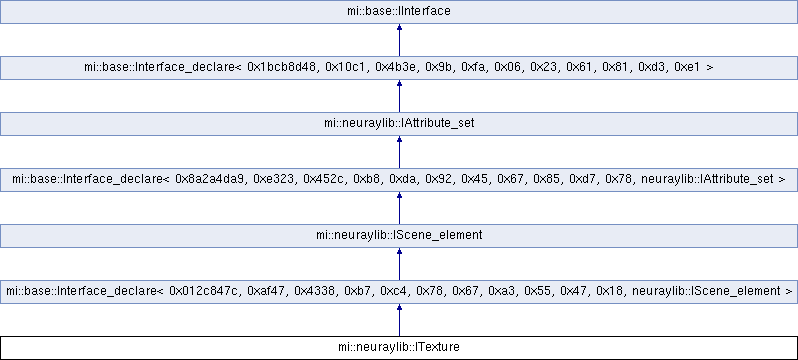 mi::base::IInterface
mi::base::Interface_declare< 0x1bcb8d48, 0x10c1, 0x4b3e, 0x9b, 0xfa, 0x06, 0x23, 0x61, 0x81, 0xd3, 0xe1 >
mi::neuraylib::IAttribute_set
mi::base::Interface_declare< 0x8a2a4da9, 0xe323, 0x452c, 0xb8, 0xda, 0x92, 0x45, 0x67, 0x85, 0xd7, 0x78, neuraylib::IAttribute_set >
mi::neuraylib::IScene_element
mi::base::Interface_declare< 0x012c847c, 0xaf47, 0x4338, 0xb7, 0xc4, 0x78, 0x67, 0xa3, 0x55, 0x47, 0x18, neuraylib::IScene_element >
mi::neuraylib::ITexture